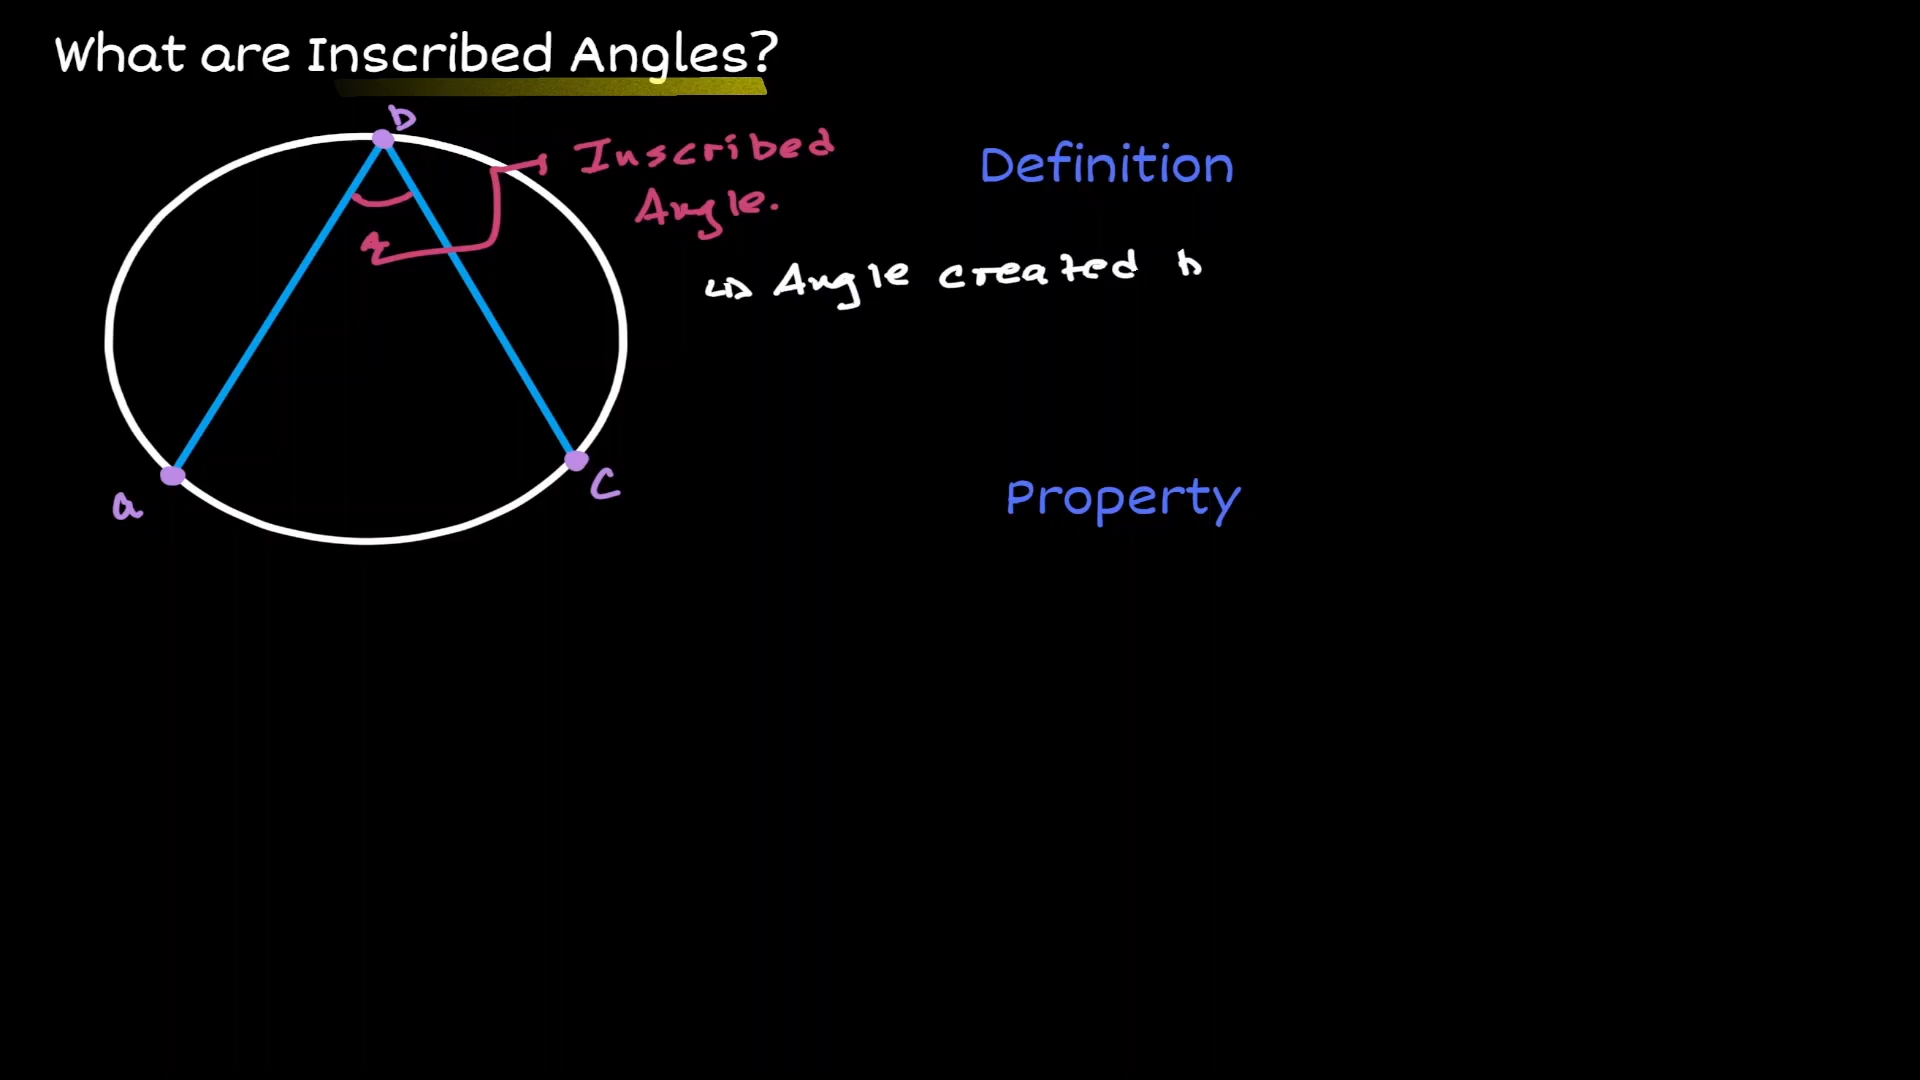 What are Inscribed Angles?
b
Inscribed
Angle.
a
c
Definition
↳ Angle created b
Property